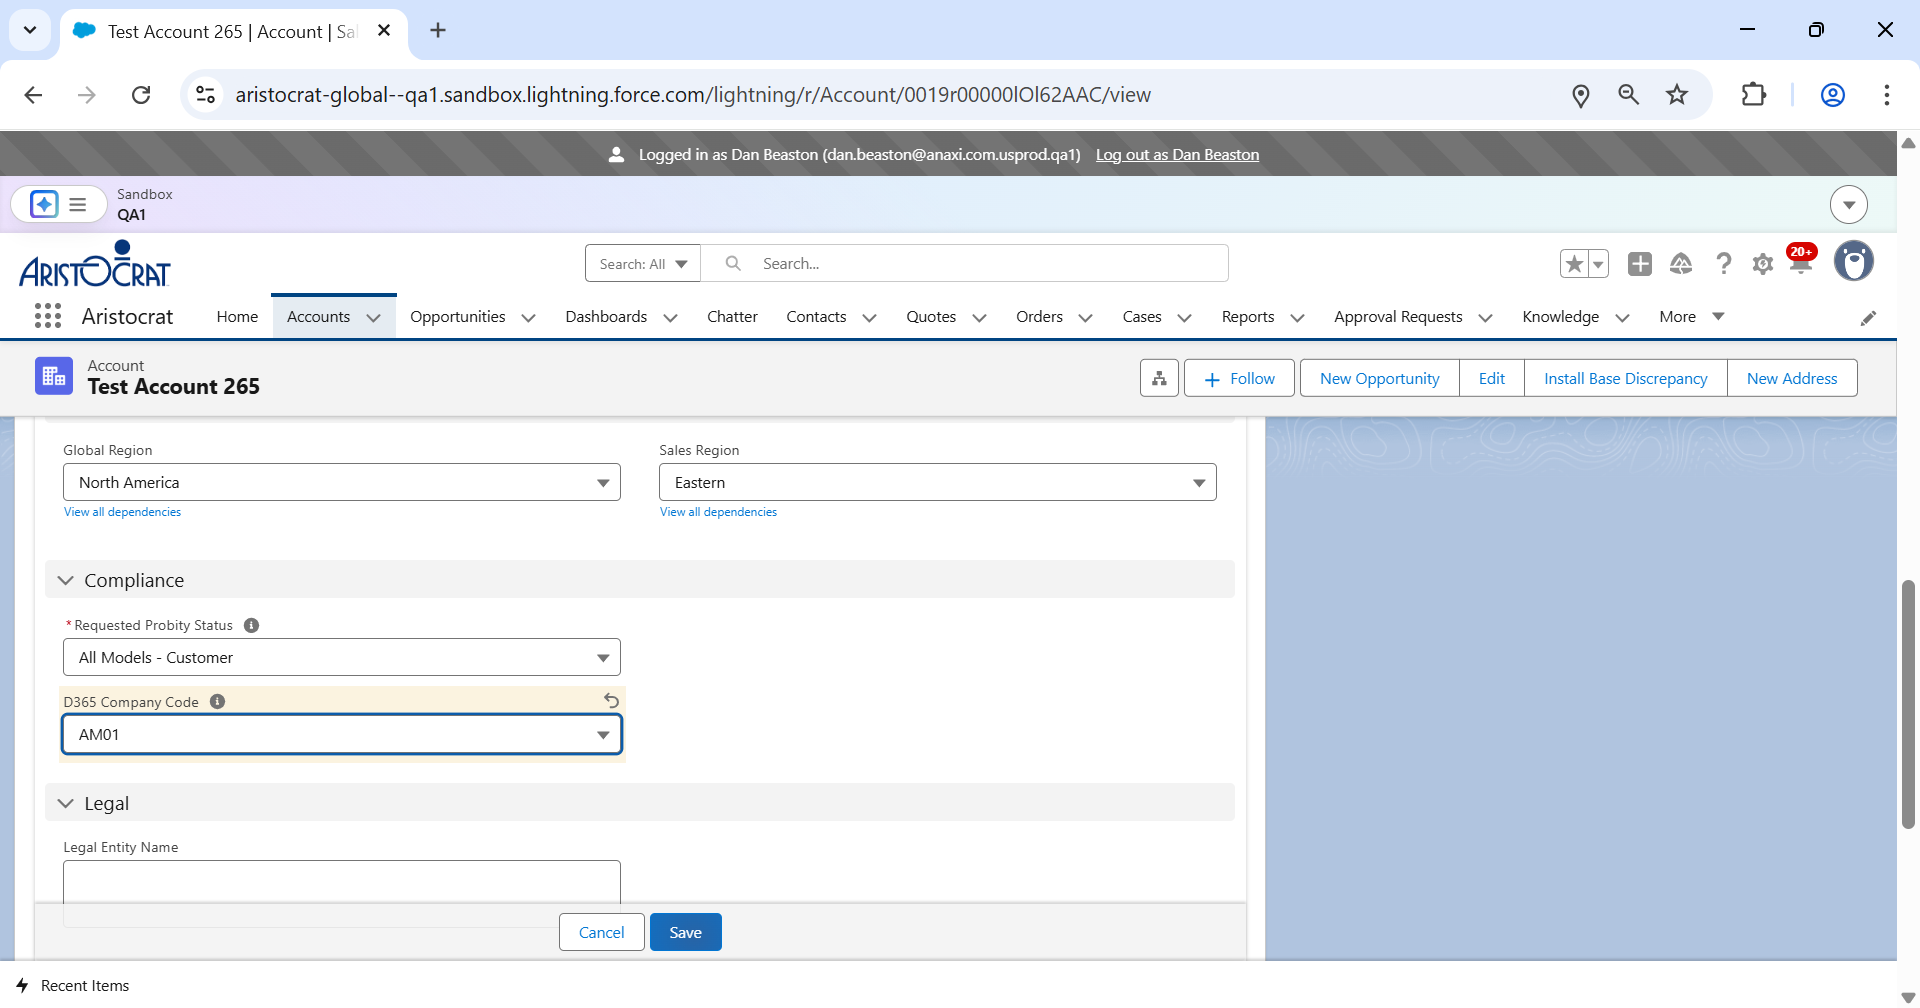 Test Account 265 | Account | Sa
aristocrat-global--qa1.sandbox.lightning.force.com/lightning/r/Account/0019r00000lOl62AAC/view
Logged in as Dan Beaston (dan.beaston@anaxi.com.usprod.qa1) Log out as Dan Beaston
Sandbox
QA1
ARISTOCRAT
Search: All
Search...
20+
Aristocrat
Home
Accounts
Opportunities
Dashboards
Chatter
Contacts
Quotes
Orders
Cases
Reports
Approval Requests
Knowledge
More
Account
Test Account 265
Follow
New Opportunity
Edit
Install Base Discrepancy
New Address
Global Region
North America
View all dependencies
Sales Region
Eastern
View all dependencies
Compliance
*Requested Probity Status
All Models - Customer
D365 Company Code
AM01
Legal
Legal Entity Name
Cancel
Save
Recent Items